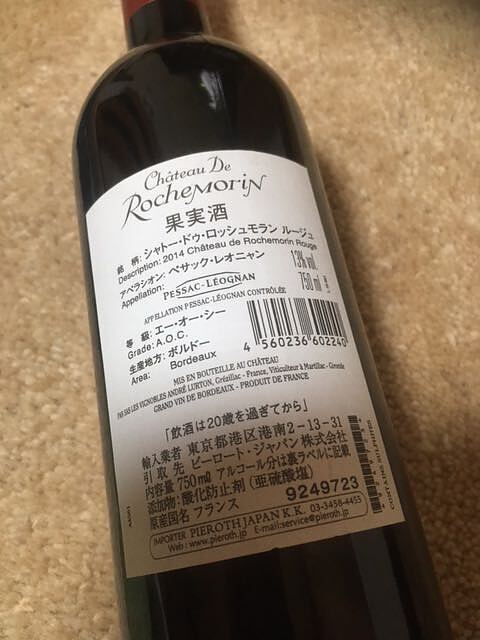 Château De
Rochemorin
果実酒
銘 柄:シャトー・ドゥ・ロッシュモラン ルージュ
Description: 2014 Château de Rochemorin Rouge
アペラシオン:ペサック・レオニャン
Appellation: PESSAC-LÉOGNAN
13% vol.
750 ml
APPELLATION PESSAC-LÉOGNAN CONTRÔLÉE
等 級:エー・オー・シー
Grade: A.O.C.
生産地方:ボルドー
Area: Bordeaux
4 560236 602240
MIS EN BOUTEILLE AU CHÂTEAU
PAR SAS LES VIGNOBLES ANDRÉ LURTON, Grézillac - France, Viticulteur à Martillac - Gironde
GRAND VIN DE BORDEAUX - PRODUIT DE FRANCE
「飲酒は20歳を過ぎてから」
輸入業者 東京都港区港南2-13-31
引取先 ピーロート・ジャパン株式会社
内容量 750ml アルコール分は裏ラベルに記載
添加物:酸化防止剤(亜硫酸塩)
原産国名 フランス
9249723
IMPORTER PIEROTH JAPAN K.K. 03-3458-4455
Web : www.pieroth.jp E-mail:service@pieroth.jp
CONTAINS SULPHITES